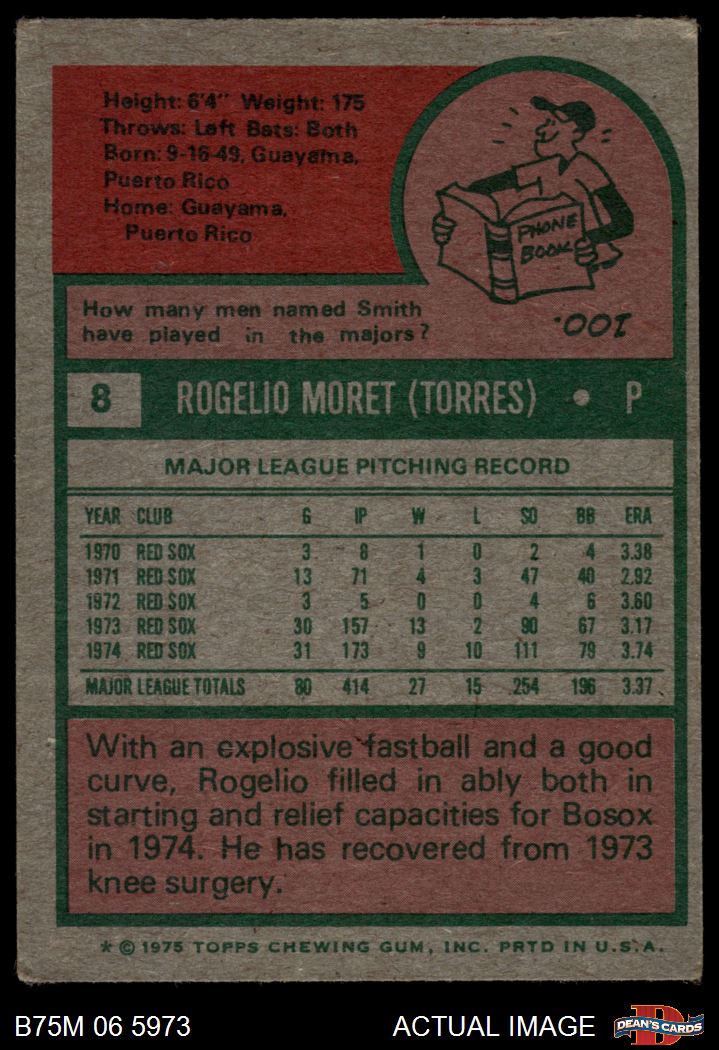 Height: 6'4" Weight: 175
Throws: Left Bats: Both
Born: 9-16-49, Guayama,
Puerto Rico
Home: Guayama,
Puerto Rico
PHONE
BOOK
How many men named Smith
have played in the majors?
100.
8 ROGELIO MORET (TORRES) • P
MAJOR LEAGUE PITCHING RECORD
YEAR CLUB G IP W L SO BB ERA
1970 RED SOX 3 8 1 0 2 4 3.38
1971 RED SOX 13 71 4 3 47 40 2.92
1972 RED SOX 3 5 0 0 4 6 3.60
1973 RED SOX 30 157 13 2 90 67 3.17
1974 RED SOX 31 173 9 10 111 79 3.74
MAJOR LEAGUE TOTALS 80 414 27 15 254 196 3.37
With an explosive fastball and a good
curve, Rogelio filled in ably both in
starting and relief capacities for Bosox
in 1974. He has recovered from 1973
knee surgery.
* © 1975 TOPPS CHEWING GUM, INC. PRTD IN U.S.A.
B75M 06 5973 ACTUAL IMAGE DEAN'S CARDS